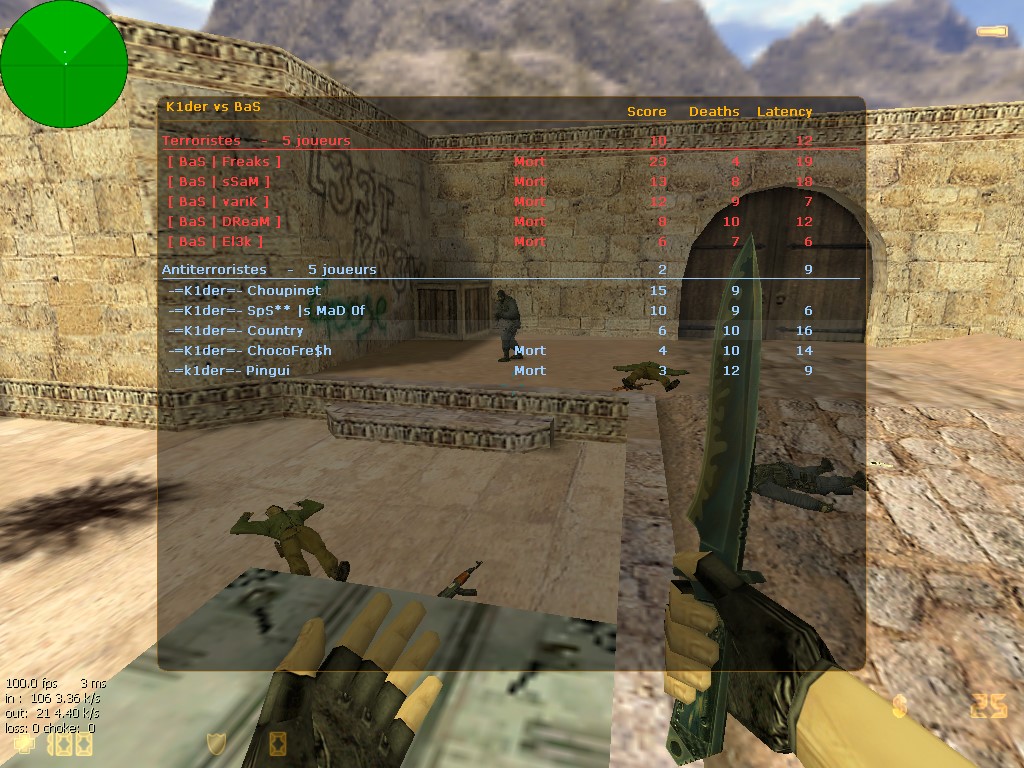 K1der vs BaS Score Deaths Latency
Terroristes - 5 joueurs 10 12
[ BaS | Freaks ] Mort 23 4 19
[ BaS | sSaM ] Mort 13 8 18
[ BaS | variK ] Mort 12 9 7
[ BaS | DReaM ] Mort 8 10 12
[ BaS | El3k ] Mort 6 7 6
Antiterroristes - 5 joueurs 2 9
-=K1der=- Choupinet 15 9
-=K1der=- SpS** |s MaD 0f 10 9 6
-=K1der=- Country 6 10 16
-=K1der=- ChocoFre$h Mort 4 10 14
-=k1der=- Pingui Mort 3 12 9
L33T
100.0 fps 3 ms
in : 106 3.36 k/s
out: 21 4.40 k/s
loss: 0 choke: 0
100
0
25